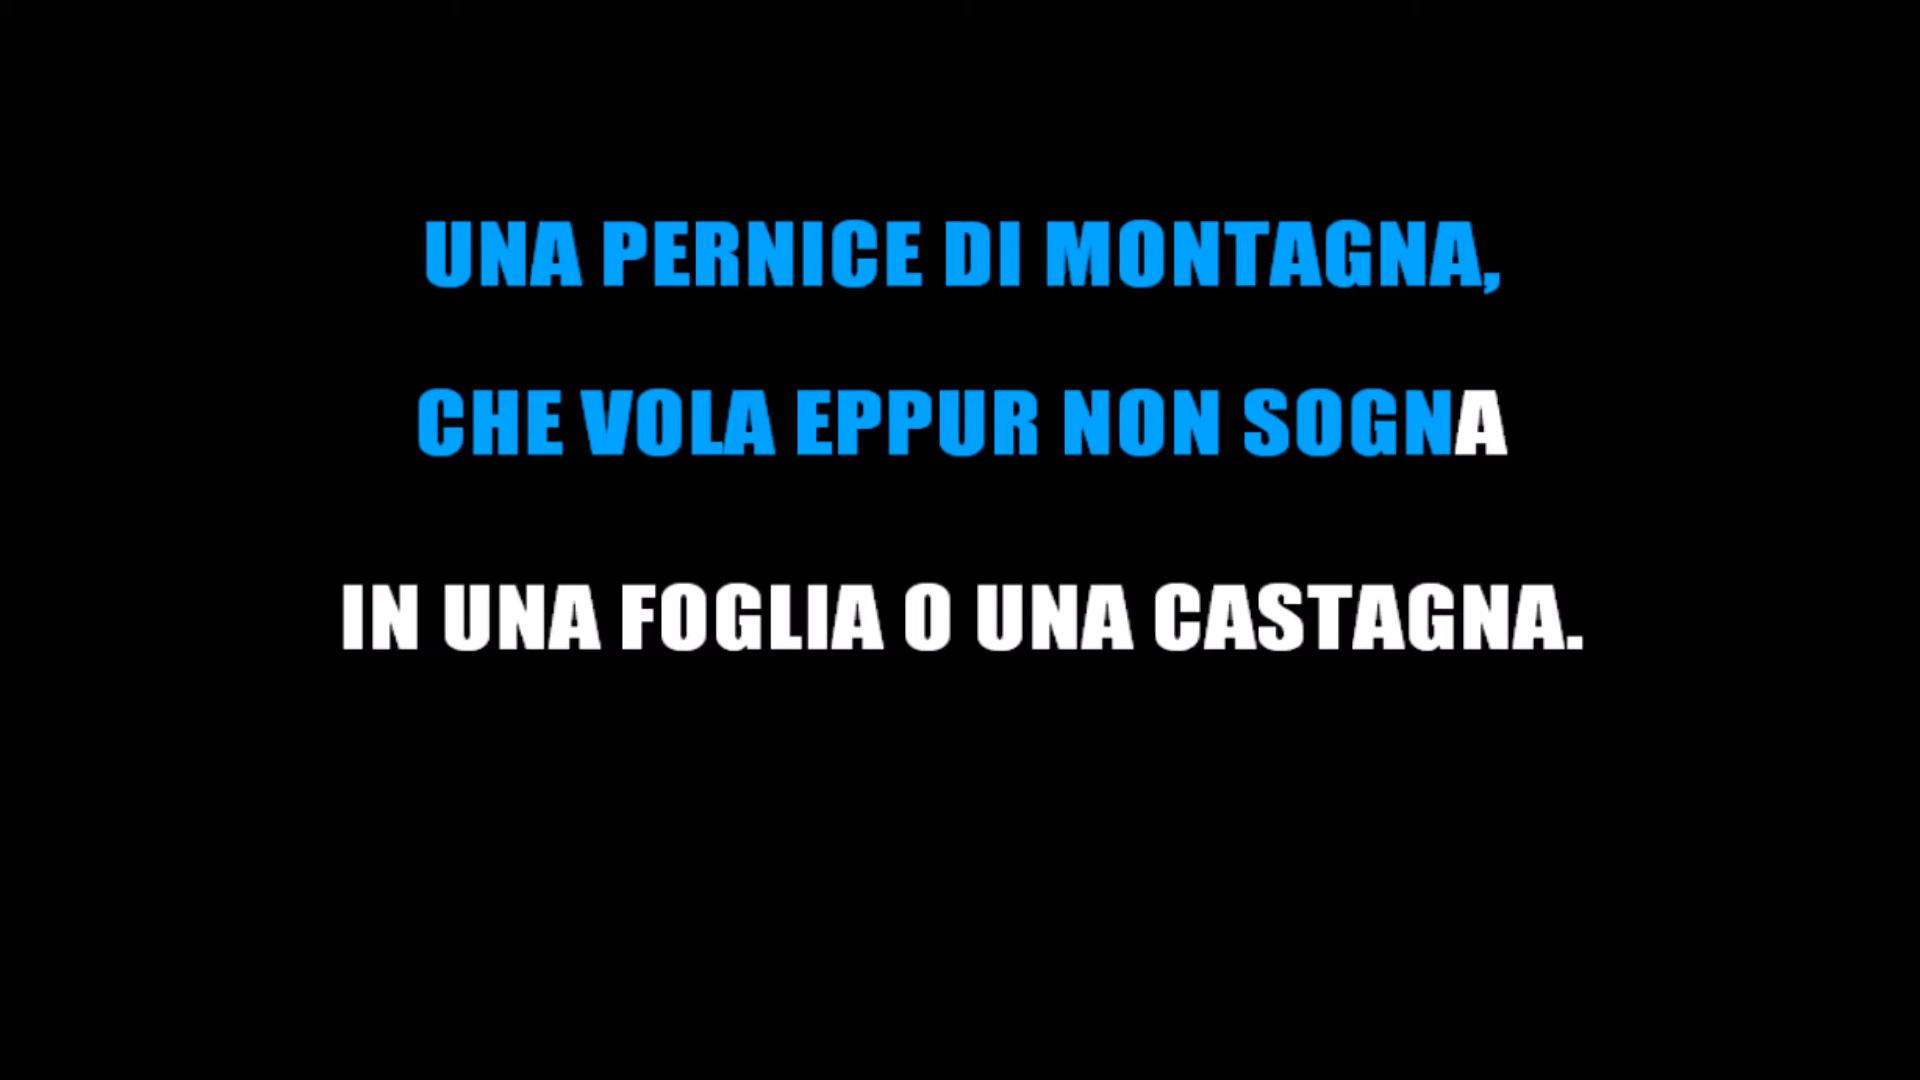 UNA PERNICE DI MONTAGNA,
CHE VOLA EPPUR NON SOGNA
IN UNA FOGLIA O UNA CASTAGNA.